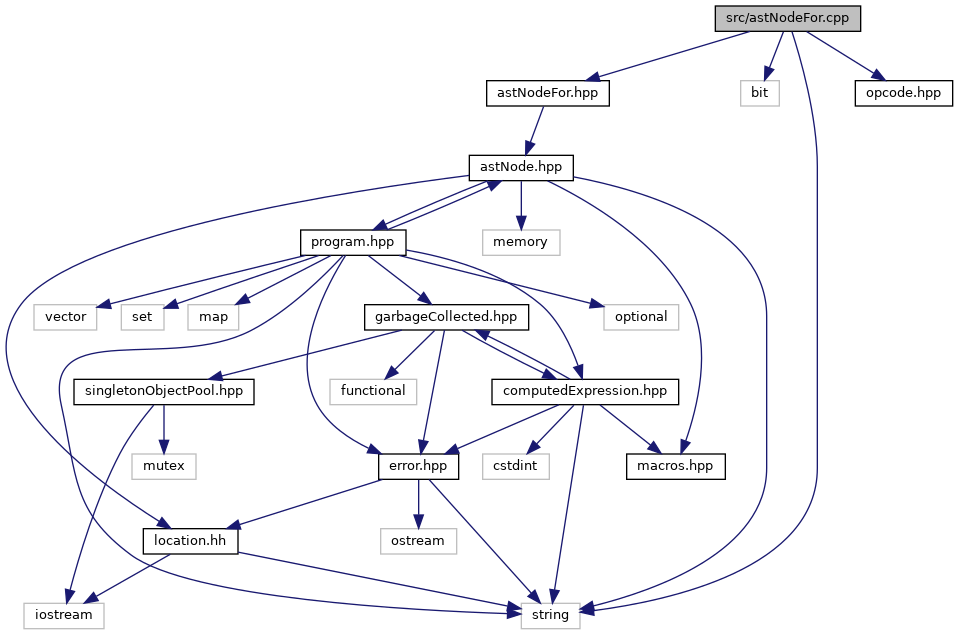 src/astNodeFor.cpp
astNodeFor.hpp
bit
opcode.hpp
astNode.hpp
program.hpp
memory
vector
set
map
garbageCollected.hpp
optional
singletonObjectPool.hpp
functional
computedExpression.hpp
mutex
error.hpp
cstdint
macros.hpp
location.hh
ostream
iostream
string